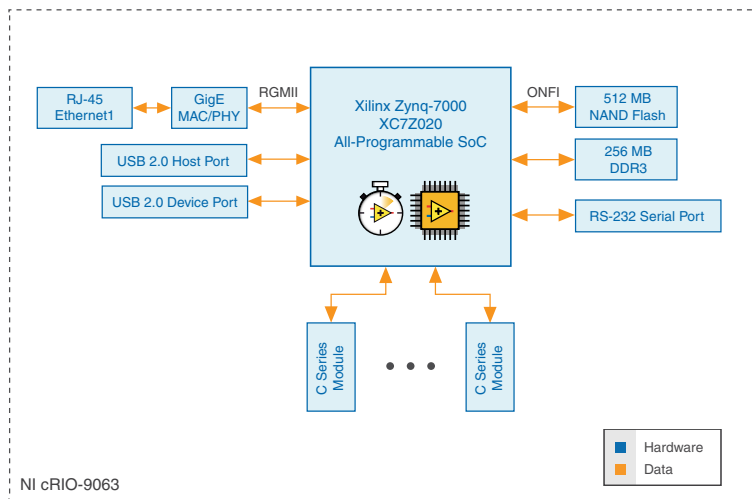 RJ-45
Ethernet1
GigE
MAC/PHY
RGMII
Xilinx Zynq-7000
XC7Z020
All-Programmable SoC
ONFI
512 MB
NAND Flash
USB 2.0 Host Port
256 MB
DDR3
USB 2.0 Device Port
RS-232 Serial Port
C Series
Module
C Series
Module
Hardware
Data
NI cRIO-9063